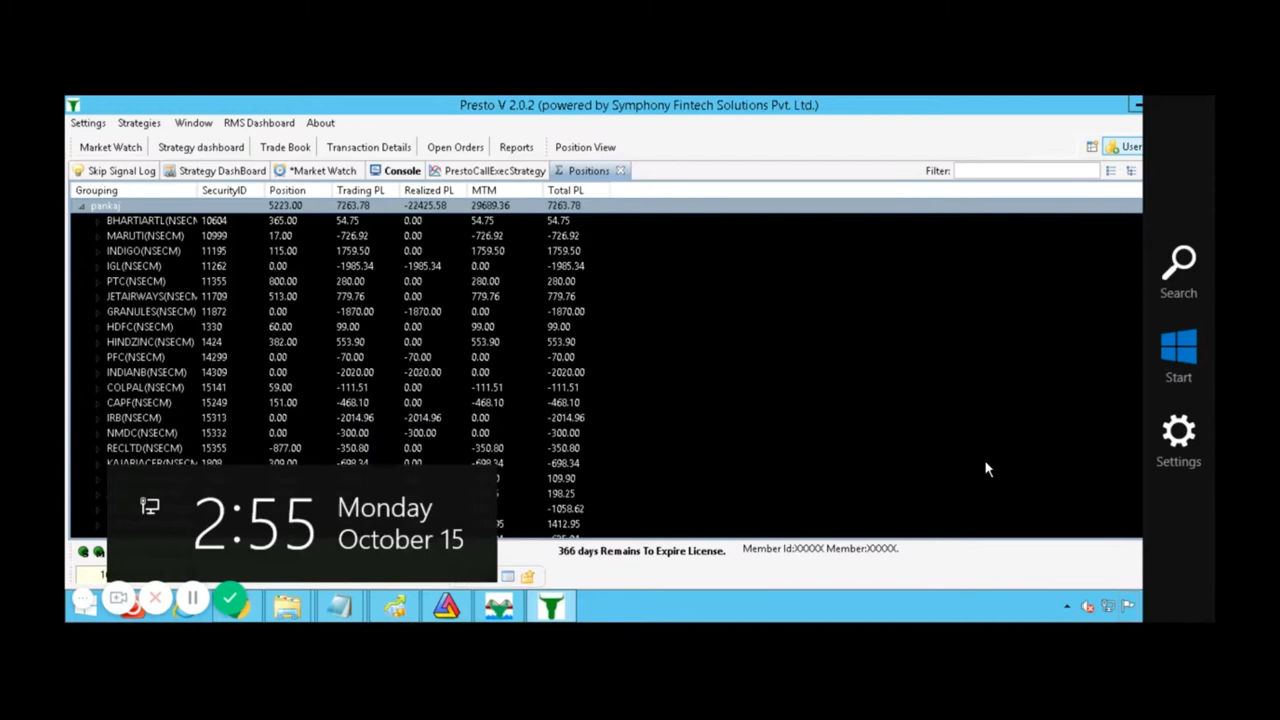 Presto V 2.0.2 (powered by Symphony Fintech Solutions Pvt. Ltd.)
Settings Strategies Window RMS Dashboard About
Market Watch Strategy dashboard Trade Book Transaction Details Open Orders Reports Position View User
Skip Signal Log Strategy DashBoard *Market Watch Console PrestoCallExecStrategy Σ Positions Filter:
Grouping SecurityID Position Trading PL Realized PL MTM Total PL
pankaj 5223.00 7263.78 -22425.58 29689.36 7263.78
BHARTIARTL(NSECM 10604 365.00 54.75 0.00 54.75 54.75
MARUTI(NSECM) 10999 17.00 -726.92 0.00 -726.92 -726.92
INDIGO(NSECM) 11195 115.00 1759.50 0.00 1759.50 1759.50
IGL(NSECM) 11262 0.00 -1985.34 -1985.34 0.00 -1985.34
PTC(NSECM) 11355 800.00 280.00 0.00 280.00 280.00
JETAIRWAYS(NSECM 11709 513.00 779.76 0.00 779.76 779.76
GRANULES(NSECM) 11872 0.00 -1870.00 -1870.00 0.00 -1870.00
HDFC(NSECM) 1330 60.00 99.00 0.00 99.00 99.00
HINDZINC(NSECM) 1424 382.00 553.90 0.00 553.90 553.90
PFC(NSECM) 14299 0.00 -70.00 -70.00 0.00 -70.00
INDIANB(NSECM) 14309 0.00 -2020.00 -2020.00 0.00 -2020.00
COLPAL(NSECM) 15141 59.00 -111.51 0.00 -111.51 -111.51
CAPF(NSECM) 15249 151.00 -468.10 0.00 -468.10 -468.10
IRB(NSECM) 15313 0.00 -2014.96 -2014.96 0.00 -2014.96
NMDC(NSECM) 15332 0.00 -300.00 -300.00 0.00 -300.00
RECLTD(NSECM) 15355 -877.00 -350.80 0.00 -350.80 -350.80
KAJARIACER(NSECM 1808 309.00 -698.34 0.00 -698.34 -698.34
109.90
198.25
-1058.62
1412.95
2:55 Monday
October 15
366 days Remains To Expire License. Member Id:XXXXX Member:XXXXX.
Search
Start
Settings